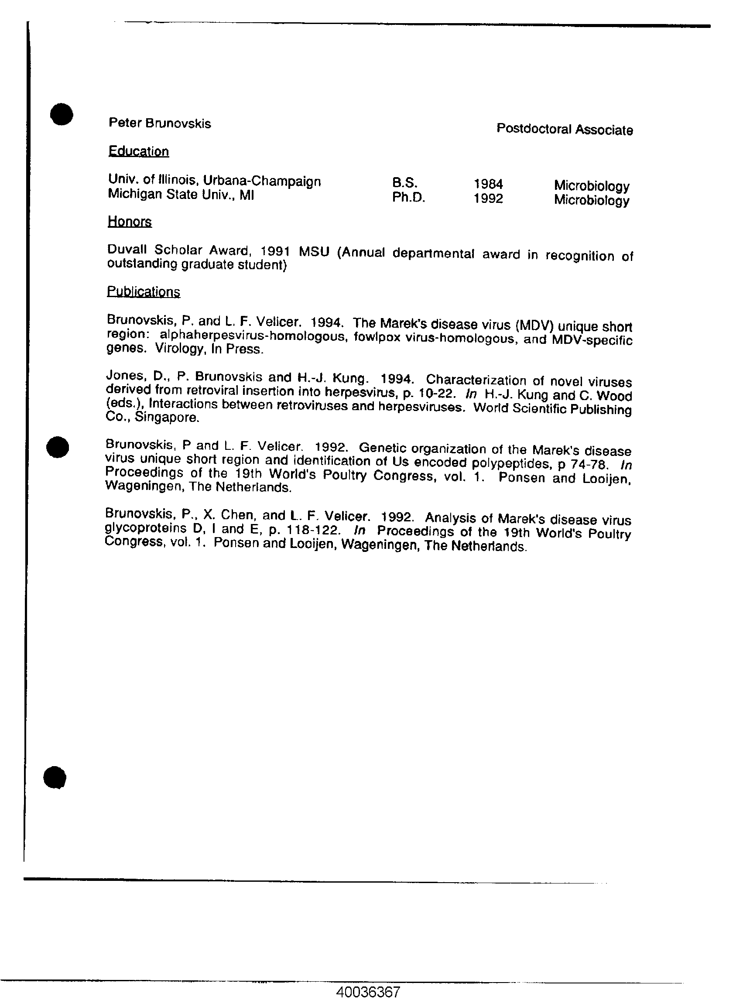 Peter Brunovskis Postdoctoral Associate
Education
Univ. of Illinois, Urbana-Champaign B.S. 1984 Microbiology
Michigan State Univ., MI Ph.D. 1992 Microbiology
Honors
Duvall Scholar Award, 1991 MSU (Annual departmental award in recognition of
outstanding graduate student)
Publications
Brunovskis, P. and L. F. Velicer. 1994. The Marek's disease virus (MDV) unique short
region: alphaherpesvirus-homologous, fowlpox virus-homologous, and MDV-specific
genes. Virology, In Press.
Jones, D., P. Brunovskis and H.-J. Kung. 1994. Characterization of novel viruses
derived from retroviral insertion into herpesvirus, p. 10-22. In H.-J. Kung and C. Wood
(eds.), Interactions between retroviruses and herpesviruses. World Scientific Publishing
Co., Singapore.
Brunovskis, P and L. F. Velicer. 1992. Genetic organization of the Marek's disease
virus unique short region and identification of Us encoded polypeptides, p 74-78. In
Proceedings of the 19th World's Poultry Congress, vol. 1. Ponsen and Looijen,
Wageningen, The Netherlands.
Brunovskis, P., X. Chen, and L. F. Velicer. 1992. Analysis of Marek's disease virus
glycoproteins D, I and E, p. 118-122. In Proceedings of the 19th World's Poultry
Congress, vol. 1. Ponsen and Looijen, Wageningen, The Netherlands.
40036367